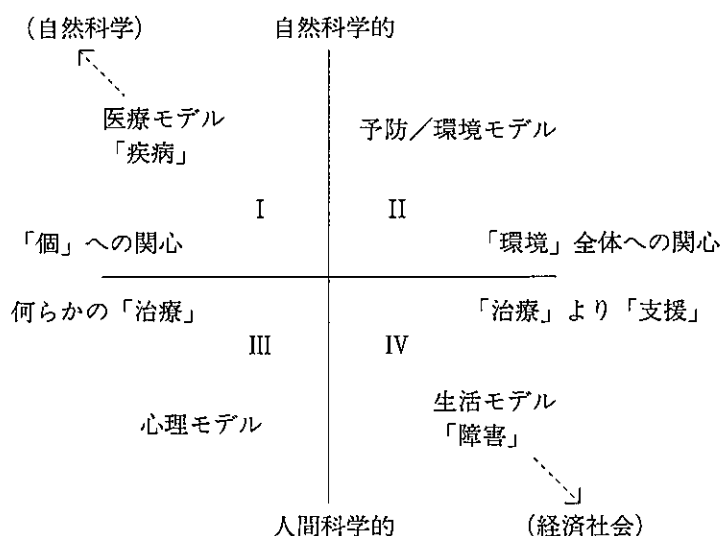 (自然科学)
自然科学的
医療モデル
「疾病」
予防／環境モデル
I
II
「個」への関心
「環境」全体への関心
何らかの「治療」
「治療」より「支援」
III
IV
心理モデル
生活モデル
「障害」
人間科学的
(経済社会)